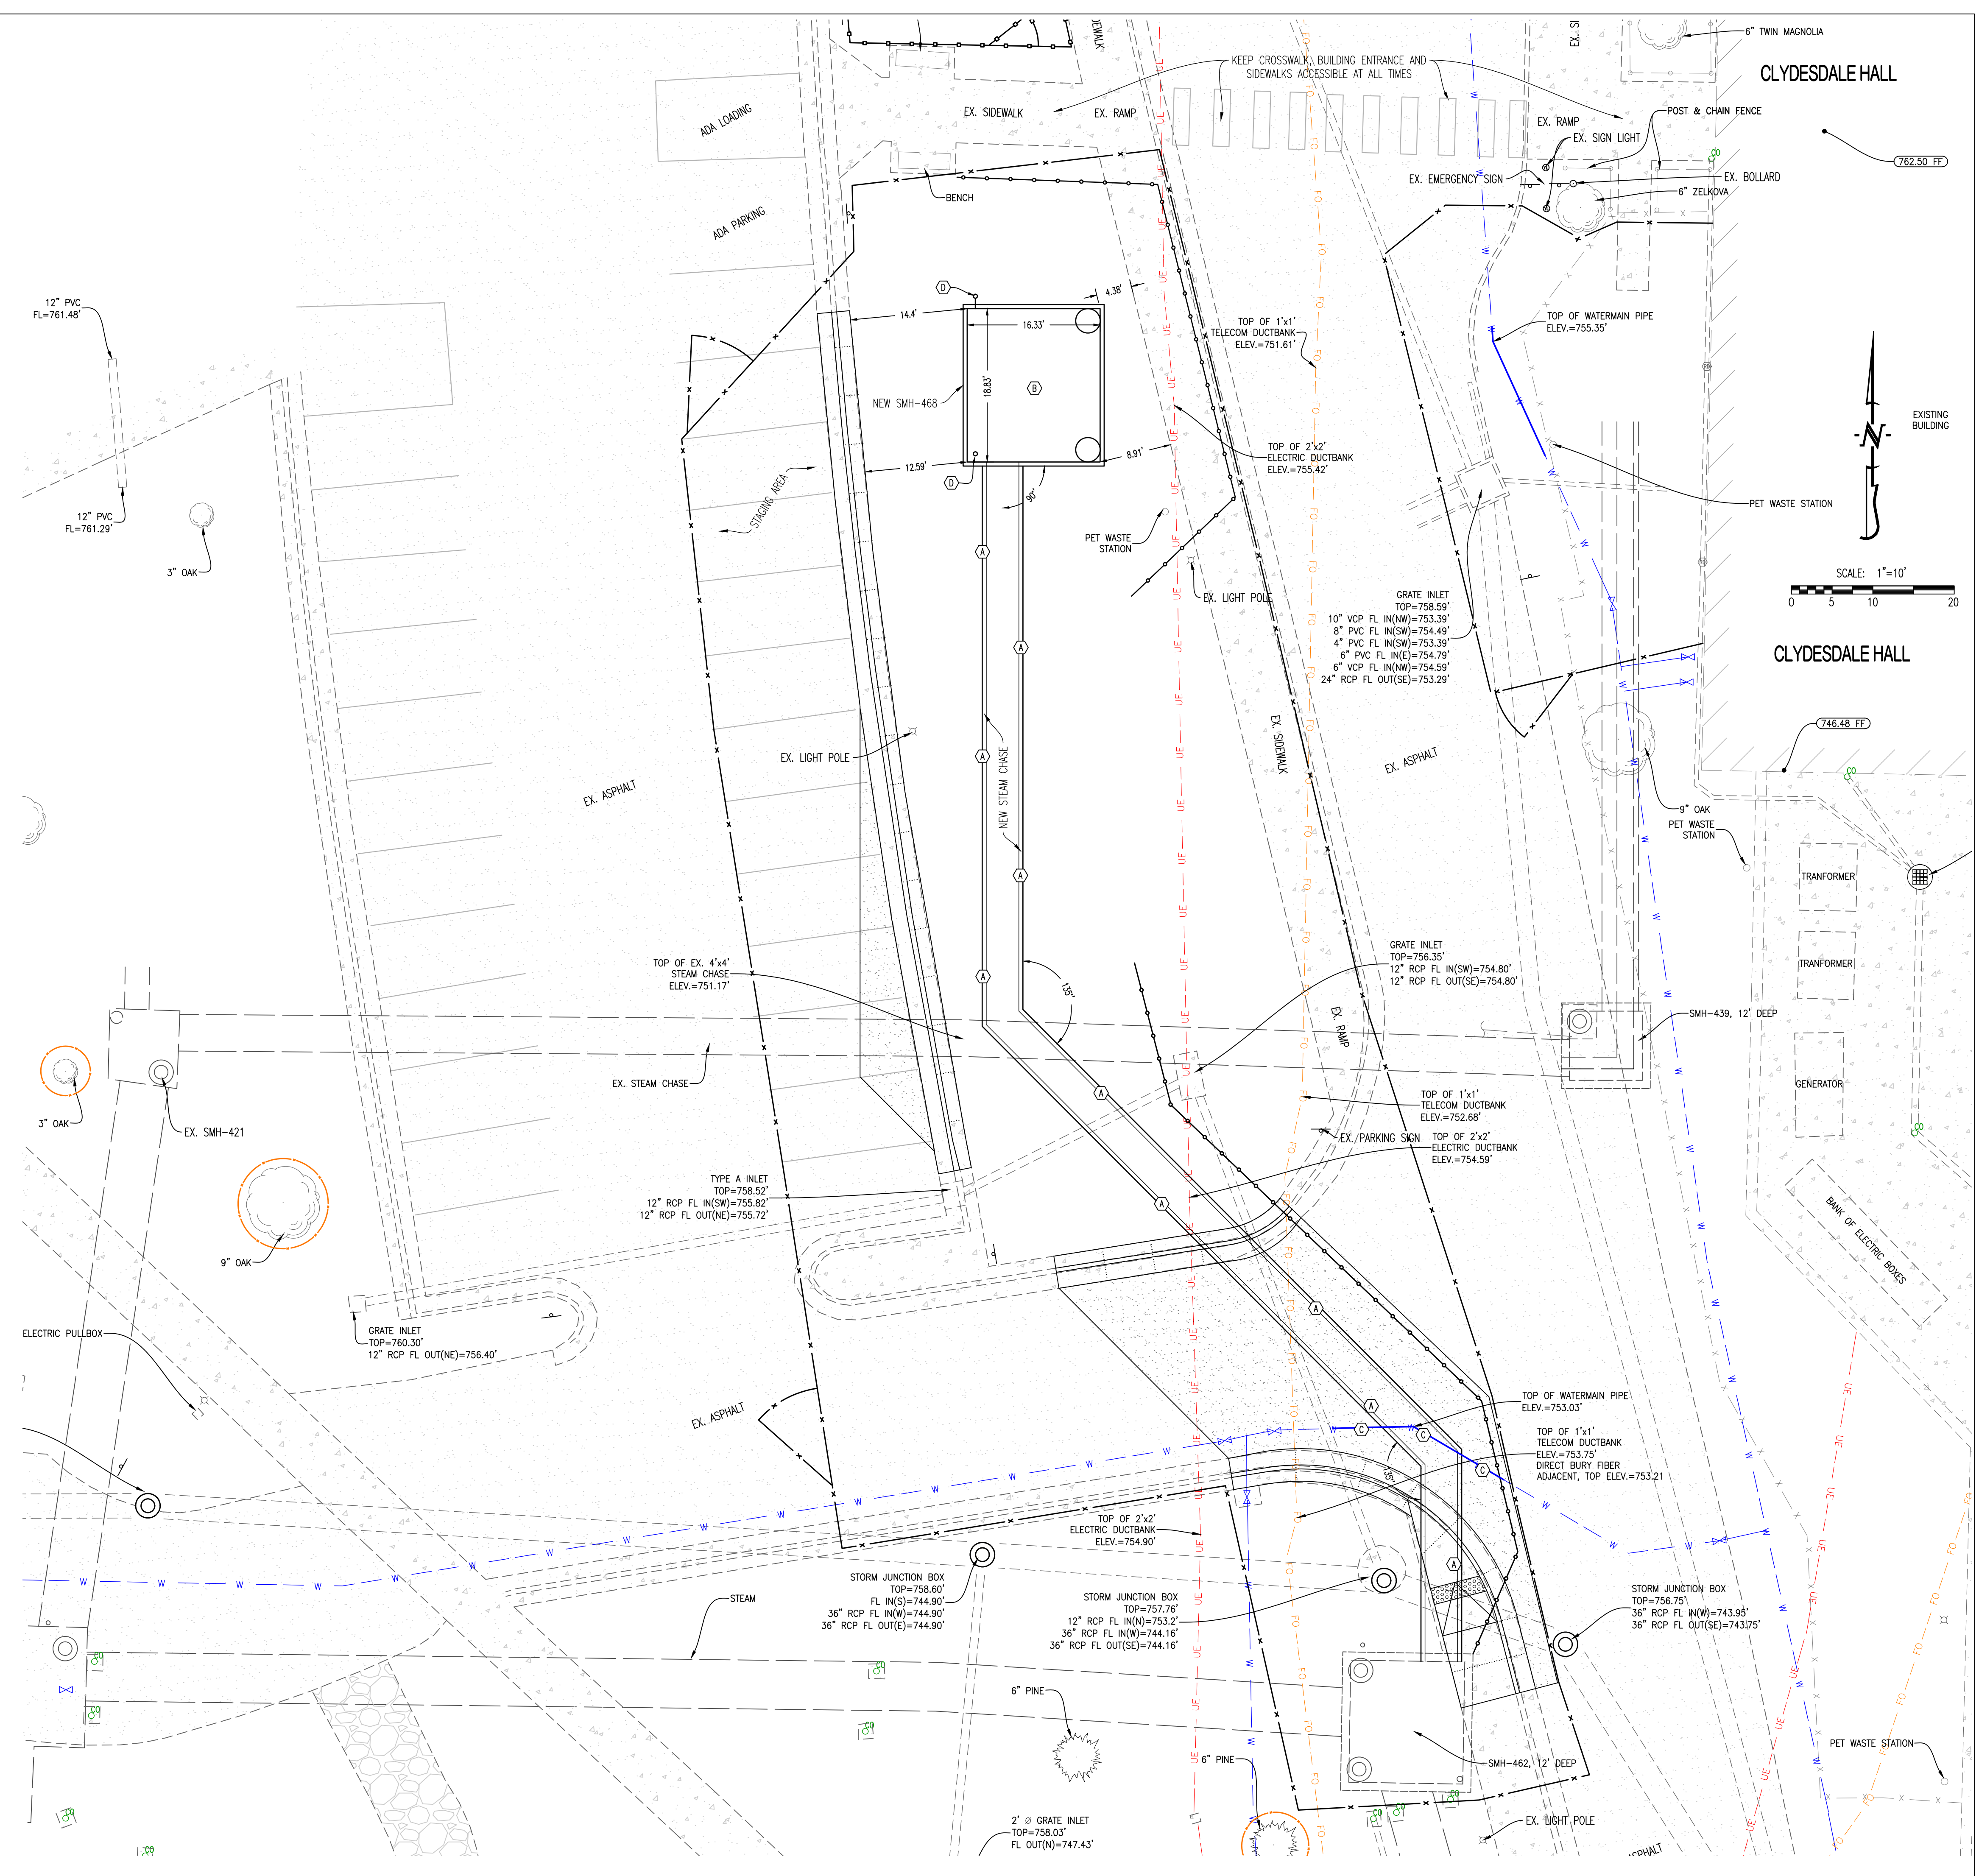 6" TWIN MAGNOLIA
CLYDESDALE HALL
KEEP CROSSWALK, BUILDING ENTRANCE AND
SIDEWALKS ACCESSIBLE AT ALL TIMES
ADA LOADING
EX. SIDEWALK
EX. RAMP
EX. RAMP
POST & CHAIN FENCE
EX. SIGN LIGHT
762.50 FF
EX. EMERGENCY SIGN
EX. BOLLARD
6" ZELKOVA
BENCH
ADA PARKING
12" PVC
FL=761.48'
D
4.38'
14.4'
16.33'
TOP OF 1'x1'
TELECOM DUCTBANK
ELEV.=751.61'
TOP OF WATERMAIN PIPE
ELEV.=755.35'
18.83'
B
NEW SMH-468
EXISTING
BUILDING
N
TOP OF 2'x2'
ELECTRIC DUCTBANK
ELEV.=755.42'
12.59'
8.91'
D
90°
STAGING AREA
PET WASTE STATION
12" PVC
FL=761.29'
PET WASTE
STATION
3" OAK
A
SCALE: 1"=10'
0 5 10 20
EX. LIGHT POLE
GRATE INLET
TOP=758.59'
10" VCP FL IN(NW)=753.39'
8" PVC FL IN(SW)=754.49'
4" PVC FL IN(SW)=753.39'
6" PVC FL IN(E)=754.79'
6" VCP FL IN(NW)=754.59'
24" RCP FL OUT(SE)=753.29'
A
CLYDESDALE HALL
746.48 FF
EX. SIDEWALK
EX. LIGHT POLE
A
NEW STEAM CHASE
EX. ASPHALT
EX. ASPHALT
CO
9" OAK
PET WASTE
STATION
TRANFORMER
A
TOP OF EX. 4'x4'
STEAM CHASE
ELEV.=751.17'
A
135°
GRATE INLET
TOP=756.35'
12" RCP FL IN(SW)=754.80'
12" RCP FL OUT(SE)=754.80'
TRANFORMER
EX. RAMP
SMH-439, 12' DEEP
EX. STEAM CHASE
A
GENERATOR
3" OAK
EX. SMH-421
TOP OF 1'x1'
TELECOM DUCTBANK
ELEV.=752.68'
EX. PARKING SIGN
TOP OF 2'x2'
ELECTRIC DUCTBANK
ELEV.=754.59'
CO
TYPE A INLET
TOP=758.52'
12" RCP FL IN(SW)=755.82'
12" RCP FL OUT(NE)=755.72'
A
BANK OF ELECTRIC BOXES
9" OAK
A
ELECTRIC PULLBOX
GRATE INLET
TOP=760.30'
12" RCP FL OUT(NE)=756.40'
EX. ASPHALT
A
C
C
C
135°
TOP OF WATERMAIN PIPE
ELEV.=753.03'
TOP OF 1'x1'
TELECOM DUCTBANK
ELEV.=753.75'
DIRECT BURY FIBER
ADJACENT, TOP ELEV.=753.21
TOP OF 2'x2'
ELECTRIC DUCTBANK
ELEV.=754.90'
A
STORM JUNCTION BOX
TOP=758.60'
FL IN(S)=744.90'
36" RCP FL IN(W)=744.90'
36" RCP FL OUT(E)=744.90'
STEAM
STORM JUNCTION BOX
TOP=757.76'
12" RCP FL IN(N)=753.2'
36" RCP FL IN(W)=744.16'
36" RCP FL OUT(SE)=744.16'
STORM JUNCTION BOX
TOP=756.75'
36" RCP FL IN(W)=743.95'
36" RCP FL OUT(SE)=743.75'
6" PINE
6" PINE
SMH-462, 12' DEEP
PET WASTE STATION
EX. LIGHT POLE
2' Ø GRATE INLET
TOP=758.03'
FL OUT(N)=747.43'
UE
FO
W
CO